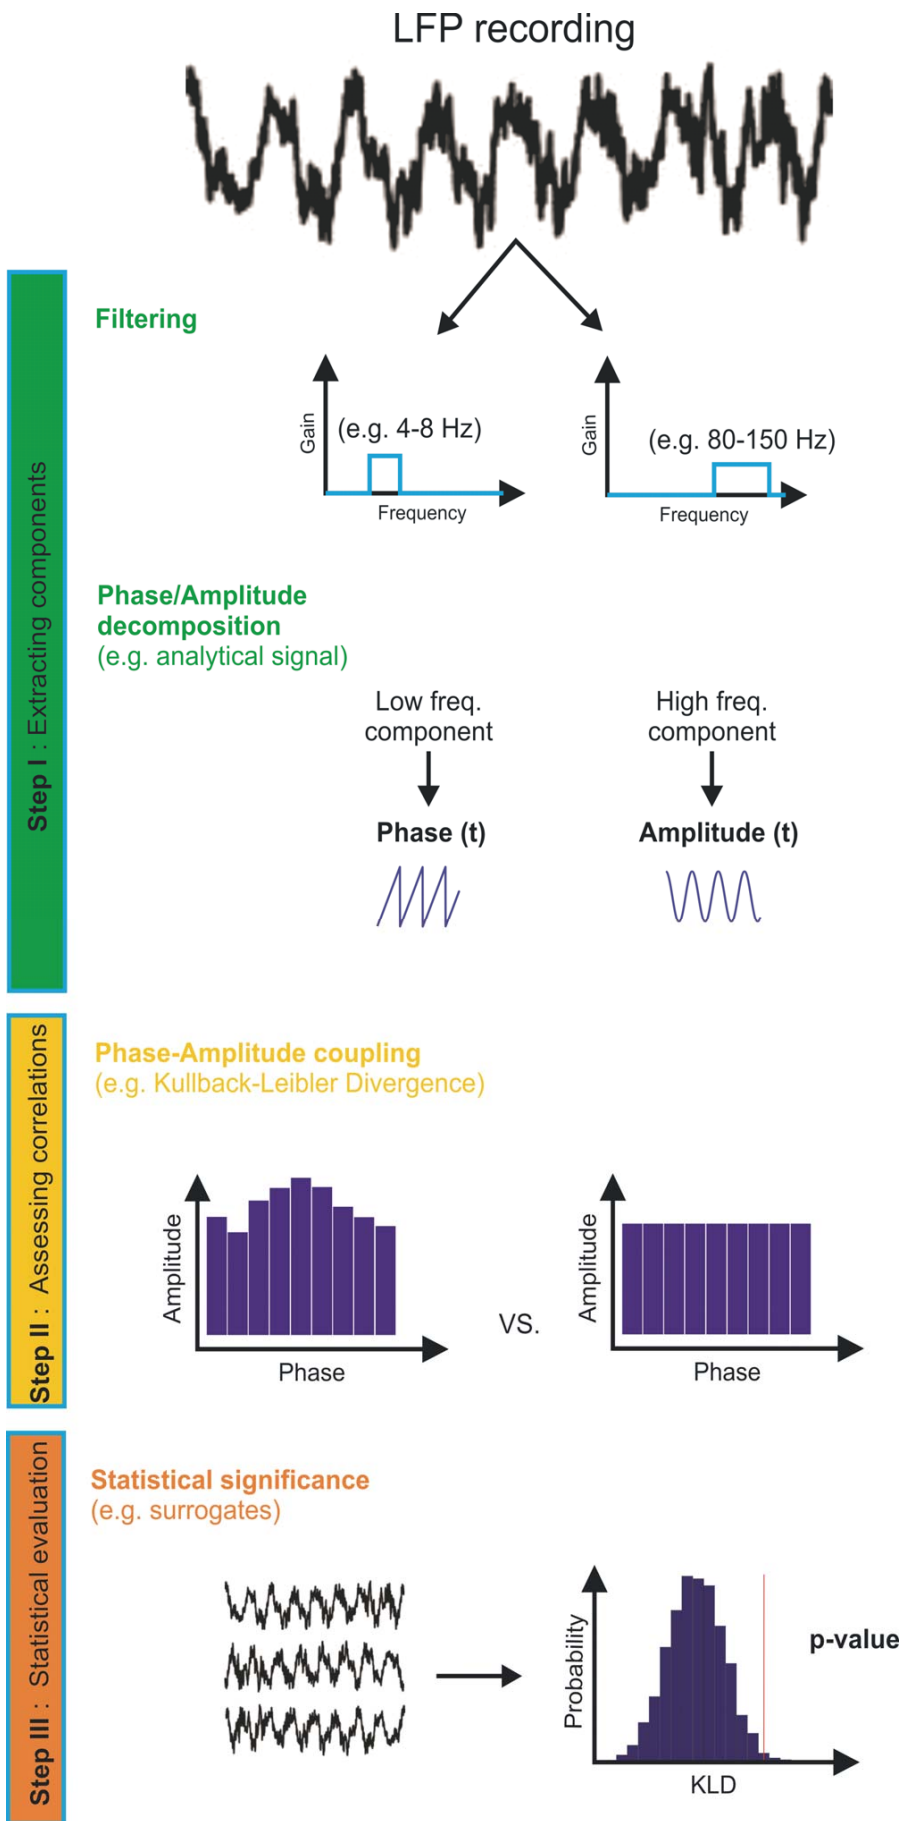 LFP recording
Step I : Extracting components
Filtering
Gain
(e.g. 4-8 Hz)
Frequency
Gain
(e.g. 80-150 Hz)
Frequency
Phase/Amplitude
decomposition
(e.g. analytical signal)
Low freq.
component
Phase (t)
High freq.
component
Amplitude (t)
Step II : Assessing correlations
Phase-Amplitude coupling
(e.g. Kullback-Leibler Divergence)
Amplitude
Phase
VS.
Amplitude
Phase
Step III : Statistical evaluation
Statistical significance
(e.g. surrogates)
Probability
KLD
p-value